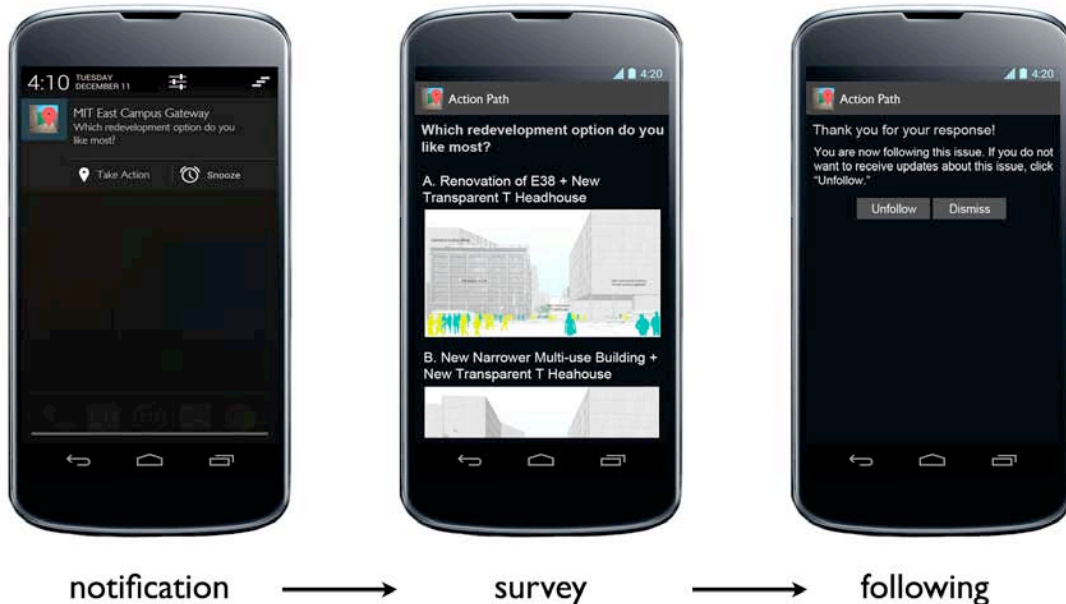 4:10 TUESDAY
DECEMBER 11
MIT East Campus Gateway
Which redevelopment option do you
like most?
Take Action Snooze
4:20
Action Path
Which redevelopment option do you
like most?
A. Renovation of E38 + New
Transparent T Headhouse
B. New Narrower Multi-use Building +
New Transparent T Heahouse
4:20
Action Path
Thank you for your response!
You are now following this issue. If you do not
want to receive updates about this issue, click
“Unfollow.”
Unfollow Dismiss
notification survey following